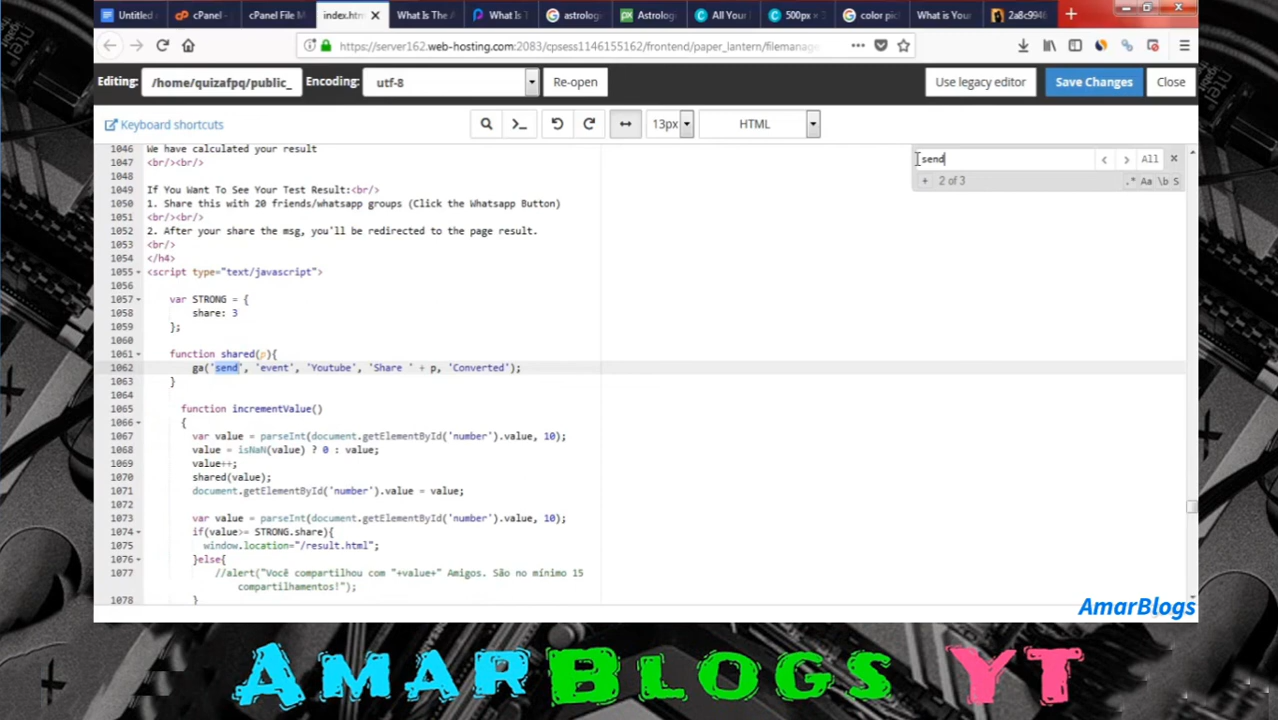 Untitled
cPanel -
cPanel File M
index.htm
What Is The A
What Is T
astrolog
Astrolog
All Your
500px ×
color pic
What is You
2a8c994
https://server162.web-hosting.com:2083/cpsess1146155162/frontend/paper_lantern/filemanage
Editing: /home/quizafpq/public_ Encoding: utf-8 Re-open Use legacy editor Save Changes Close
Keyboard shortcuts 13px HTML
send All
+ 2 of 3 .* Aa \b S
1046 We have calculated your result
1047 <br/><br/>
1048
1049 If You Want To See Your Test Result:<br/>
1050 1. Share this with 20 friends/whatsapp groups (Click the Whatsapp Button)
1051 <br/><br/>
1052 2. After your share the msg, you'll be redirected to the page result.
1053 <br/>
1054 </h4>
1055 <script type="text/javascript">
1056
1057 var STRONG = {
1058 share: 3
1059 };
1060
1061 function shared(p){
1062 ga('send', 'event', 'Youtube', 'Share ' + p, 'Converted');
1063 }
1064
1065 function incrementValue()
1066 {
1067 var value = parseInt(document.getElementById('number').value, 10);
1068 value = isNaN(value) ? 0 : value;
1069 value++;
1070 shared(value);
1071 document.getElementById('number').value = value;
1072
1073 var value = parseInt(document.getElementById('number').value, 10);
1074 if(value>= STRONG.share){
1075 window.location="/result.html";
1076 }else{
1077 //alert("Você compartilhou com "+value+" Amigos. São no mínimo 15
compartilhamentos!");
1078 }
AmarBlogs
AMARBLOGS YT